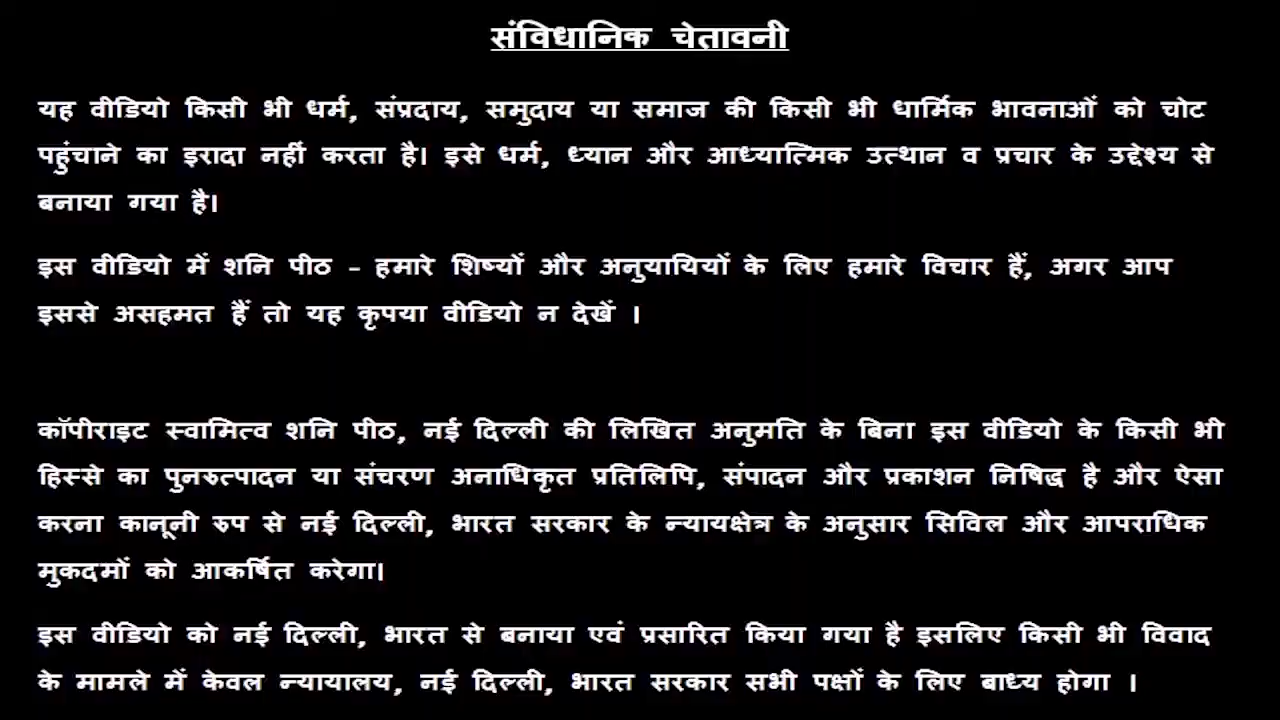 संविधानिक चेतावनी
यह वीडियो किसी भी धर्म, संप्रदाय, समुदाय या समाज की किसी भी धार्मिक भावनाओं को चोट
पहुंचाने का इरादा नहीं करता है। इसे धर्म, ध्यान और आध्यात्मिक उत्थान व प्रचार के उद्देश्य से
बनाया गया है।
इस वीडियो में शनि पीठ - हमारे शिष्यों और अनुयायियों के लिए हमारे विचार हैं, अगर आप
इससे असहमत हैं तो यह कृपया वीडियो न देखें ।
कॉपीराइट स्वामित्व शनि पीठ, नई दिल्ली की लिखित अनुमति के बिना इस वीडियो के किसी भी
हिस्से का पुनरुत्पादन या संचरण अनाधिकृत प्रतिलिपि, संपादन और प्रकाशन निषिद्ध है और ऐसा
करना कानूनी रुप से नई दिल्ली, भारत सरकार के न्यायक्षेत्र के अनुसार सिविल और आपराधिक
मुकदमों को आकर्षित करेगा।
इस वीडियो को नई दिल्ली, भारत से बनाया एवं प्रसारित किया गया है इसलिए किसी भी विवाद
के मामले में केवल न्यायालय, नई दिल्ली, भारत सरकार सभी पक्षों के लिए बाध्य होगा ।